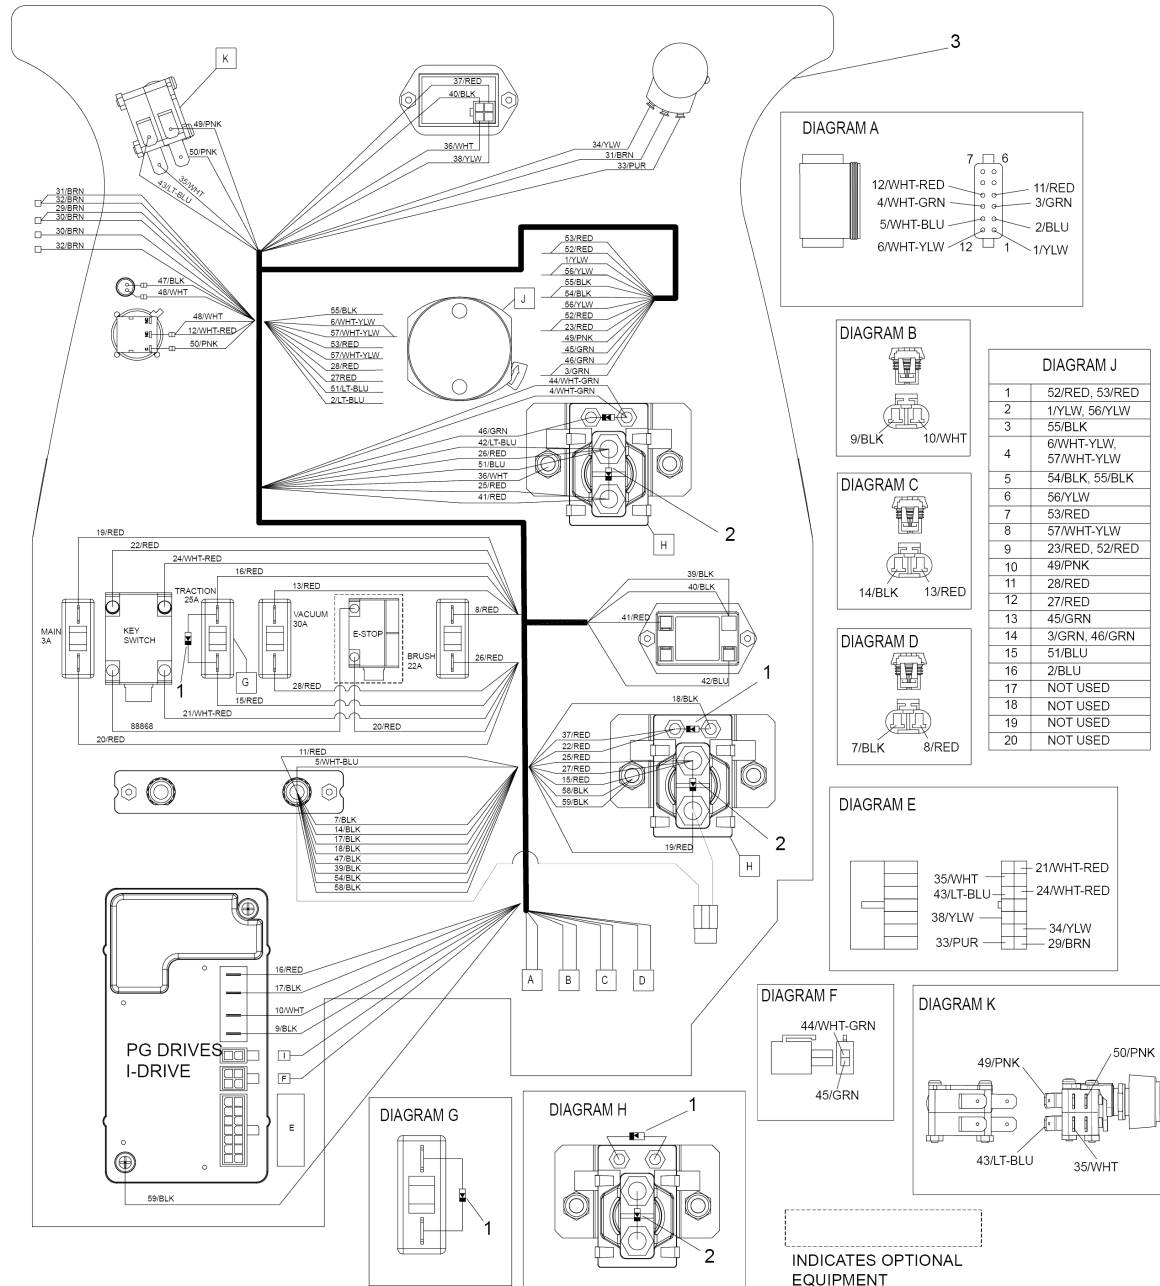 K
3
37/RED
40/BLK
36/WHT
38/YLW
49/PNK
50/PNK
35/WHT
43/LT-BLU
34/YLW
31/BRN
33/PUR
31/BRN
32/BRN
29/BRN
30/BRN
30/BRN
32/BRN
47/BLK
48/WHT
48/WHT
12/WHT-RED
50/PNK
55/BLK
6/WHT-YLW
57/WHT-YLW
53/RED
57/WHT-YLW
28/RED
27RED
51/LT-BLU
2/LT-BLU
J
53/RED
52/RED
1/YLW
56/YLW
55/BLK
54/BLK
56/YLW
52/RED
23/RED
49/PNK
45/GRN
46/GRN
3/GRN
44/WHT-GRN
4/WHT-GRN
46/GRN
42/LT-BLU
26/RED
51/BLU
36/WHT
25/RED
41/RED
2
H
19/RED
22/RED
24/WHT-RED
16/RED
13/RED
8/RED
26/RED
MAIN
3A
KEY
SWITCH
TRACTION
25A
1
G
VACUUM
30A
E-STOP
BRUSH
22A
28/RED
15/RED
21/WHT-RED
88868
20/RED
20/RED
39/BLK
40/BLK
41/RED
42/BLU
11/RED
5/WHT-BLU
7/BLK
14/BLK
17/BLK
18/BLK
47/BLK
39/BLK
54/BLK
58/BLK
18/BLK
1
37/RED
22/RED
25/RED
27/RED
15/RED
58/BLK
59/BLK
19/RED
2
H
A
B
C
D
16/RED
17/BLK
10/WHT
9/BLK
PG DRIVES
I-DRIVE
I
F
E
59/BLK
DIAGRAM A
7 6
12/WHT-RED 11/RED
4/WHT-GRN 3/GRN
5/WHT-BLU 2/BLU
6/WHT-YLW 12 1 1/YLW
DIAGRAM B
9/BLK 10/WHT
DIAGRAM C
14/BLK 13/RED
DIAGRAM D
7/BLK 8/RED
DIAGRAM J
1 52/RED, 53/RED
2 1/YLW, 56/YLW
3 55/BLK
4 6/WHT-YLW,
57/WHT-YLW
5 54/BLK, 55/BLK
6 56/YLW
7 53/RED
8 57/WHT-YLW
9 23/RED, 52/RED
10 49/PNK
11 28/RED
12 27/RED
13 45/GRN
14 3/GRN, 46/GRN
15 51/BLU
16 2/BLU
17 NOT USED
18 NOT USED
19 NOT USED
20 NOT USED
DIAGRAM E
35/WHT 21/WHT-RED
43/LT-BLU 24/WHT-RED
38/YLW
34/YLW
33/PUR 29/BRN
DIAGRAM F
44/WHT-GRN
45/GRN
DIAGRAM K
49/PNK
50/PNK
43/LT-BLU
35/WHT
DIAGRAM G
1
DIAGRAM H
1
2
INDICATES OPTIONAL
EQUIPMENT